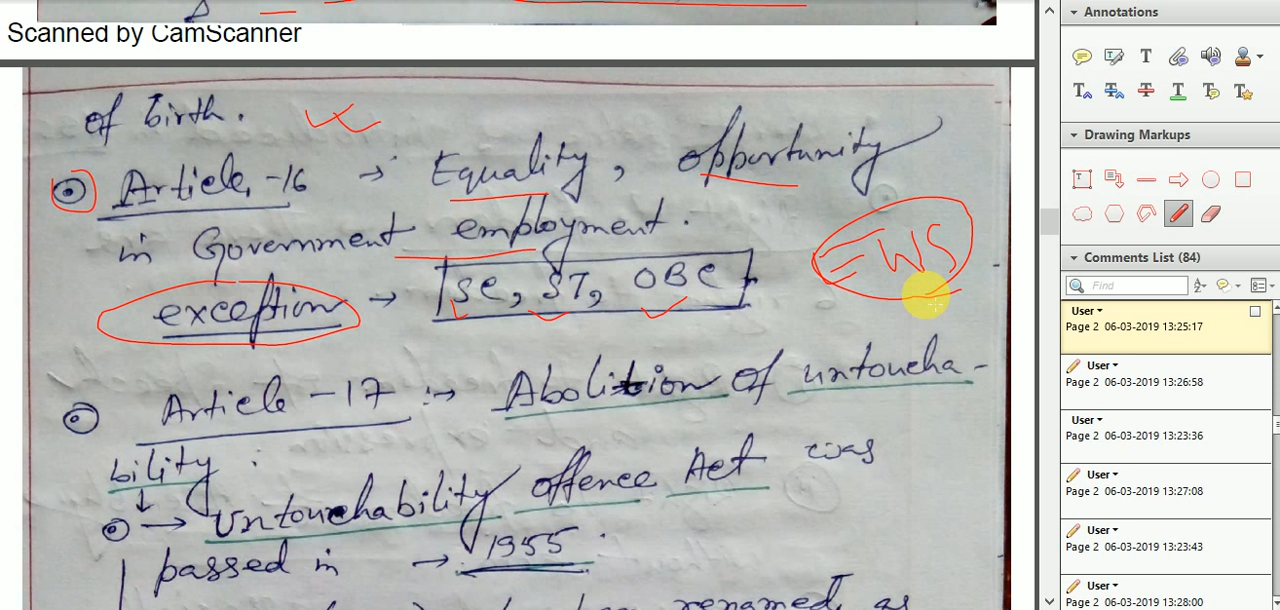 Scanned by CamScanner
of birth.
Article -16 → Equality, opportunity
in Government employment.
exception → SC, ST, OBC
EWS
Article -17 :→ Abolition of untoucha-
bility :
→ Untouchability offence Act was
passed in → 1955.
renamed as
Annotations
T
Drawing Markups
Comments List (84)
Find
User
Page 2 06-03-2019 13:25:17
User
Page 2 06-03-2019 13:26:58
User
Page 2 06-03-2019 13:23:36
User
Page 2 06-03-2019 13:27:08
User
Page 2 06-03-2019 13:23:43
User
Page 2 06-03-2019 13:28:00